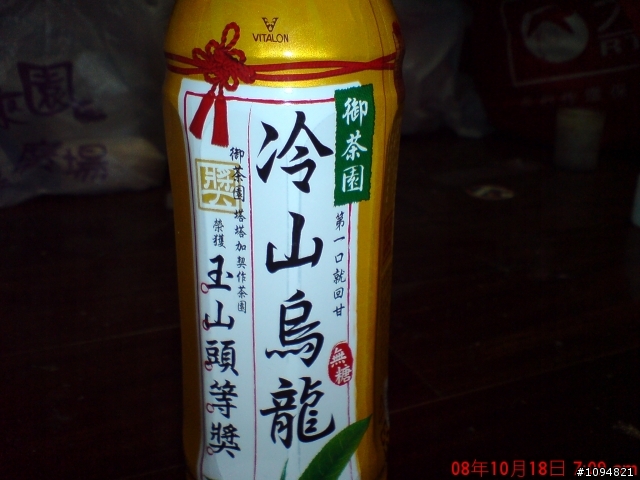 VITALON
御茶園
冷山烏龍
第一口就回甘
無糖
御茶園塔塔加契作茶園
獎
榮獲
玉山頭等獎
08年10月18日
#1094821